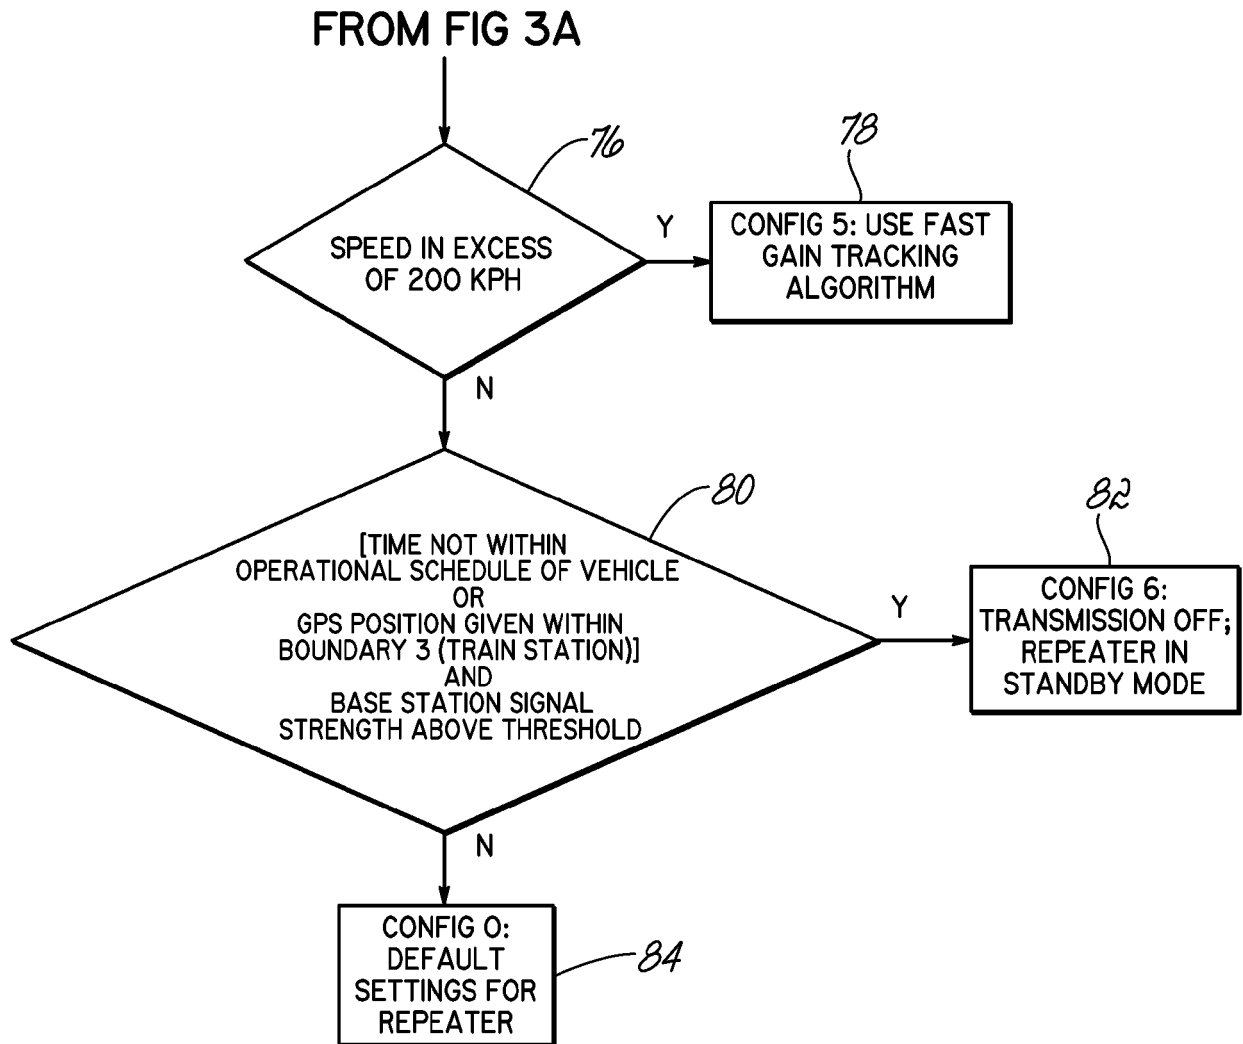 FROM FIG 3A
76
78
SPEED IN EXCESS
OF 200 KPH
Y
CONFIG 5: USE FAST
GAIN TRACKING
ALGORITHM
N
80
82
[TIME NOT WITHIN
OPERATIONAL SCHEDULE OF VEHICLE
OR
GPS POSITION GIVEN WITHIN
BOUNDARY 3 (TRAIN STATION)]
AND
BASE STATION SIGNAL
STRENGTH ABOVE THRESHOLD
Y
CONFIG 6:
TRANSMISSION OFF;
REPEATER IN
STANDBY MODE
N
CONFIG 0:
DEFAULT
SETTINGS FOR
REPEATER
84